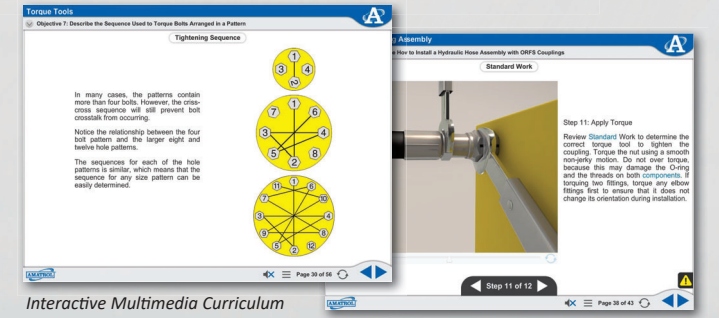 Torque Tools
Objective 7: Describe the Sequence Used to Torque Bolts Arranged in a Pattern
A
Tightening Sequence
In many cases, the patterns contain
more than four bolts. However, the criss-
cross sequence will still prevent bolt
crosstalk from occurring.
Notice the relationship between the four
bolt pattern and the larger eight and
twelve hole patterns.
The sequences for each of the hole
patterns is similar, which means that the
sequence for any size pattern can be
easily determined.
1
3 4
2
1
7 6
3 4
5 8
2
1
11 6
7 10
3 4
9 8
5 12
2
AMATROL
Page 30 of 56
Interactive Multimedia Curriculum
Assembly
to Install a Hydraulic Hose Assembly with ORFS Couplings
A
Standard Work
Step 11: Apply Torque
Review Standard Work to determine the
correct torque tool to tighten the
coupling. Torque the nut using a smooth
non-jerky motion. Do not over torque,
because this may damage the O-ring
and the threads on both components. If
torquing two fittings, torque any elbow
fittings first to ensure that it does not
change its orientation during installation.
Step 11 of 12
AMATROL
Page 38 of 43